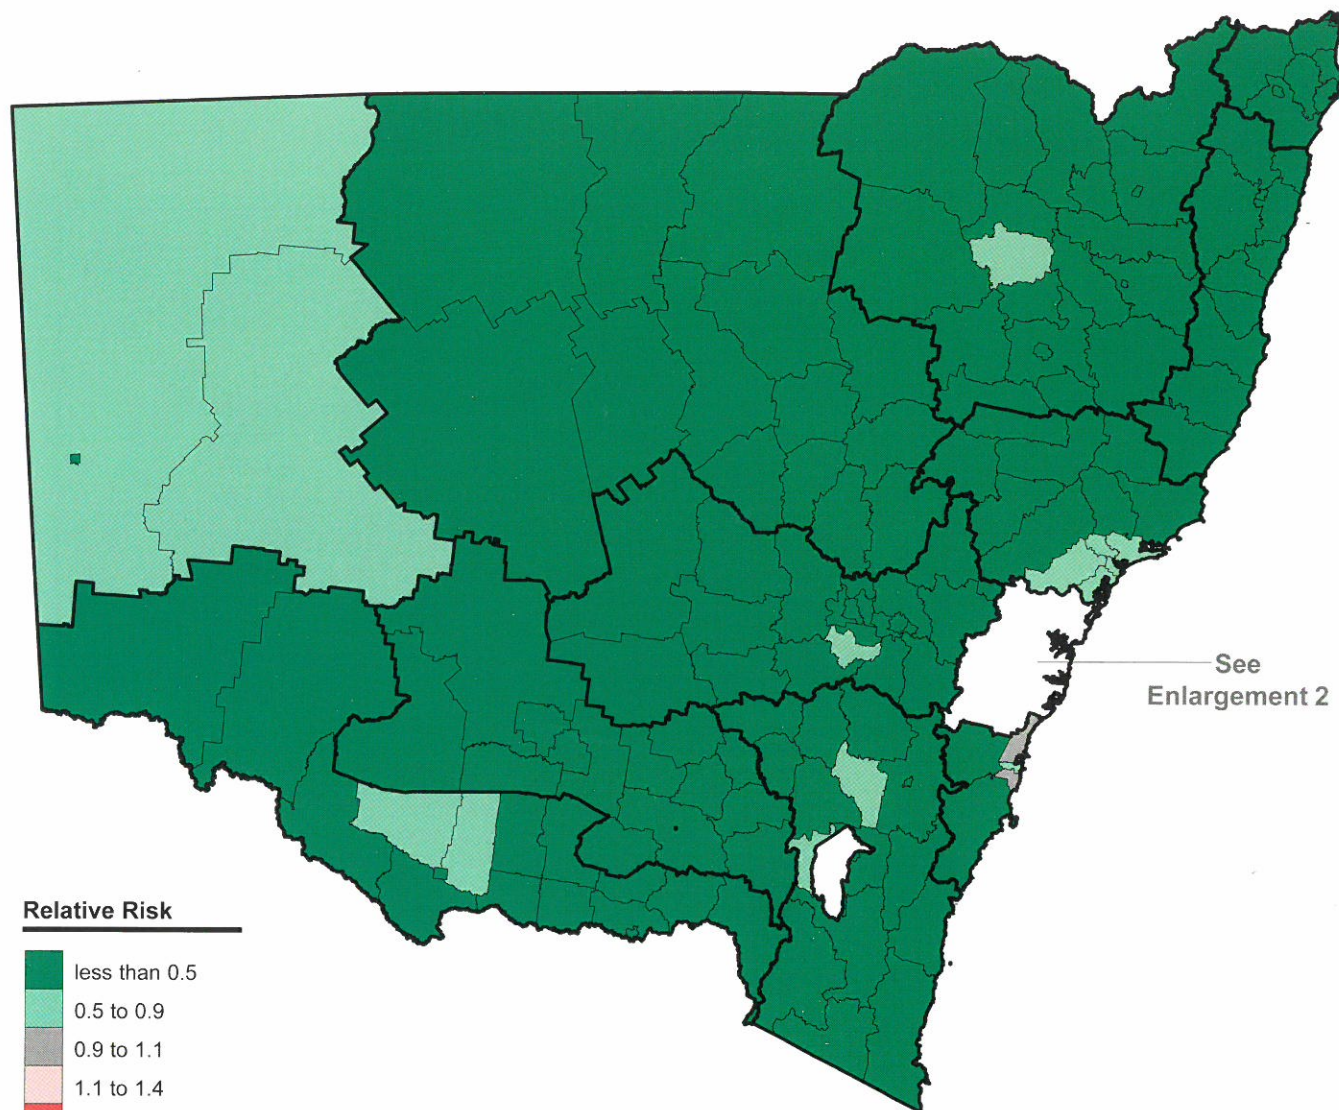 See
Enlargement 2
Relative Risk
less than 0.5
0.5 to 0.9
0.9 to 1.1
1.1 to 1.4